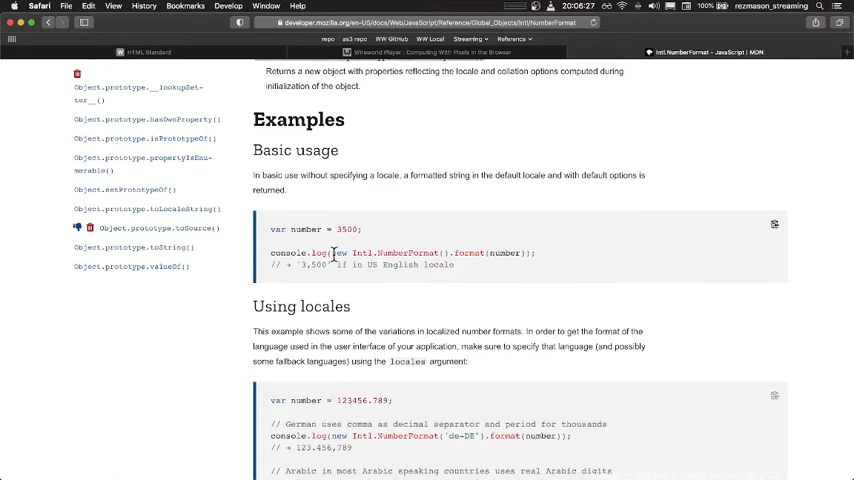 Safari File Edit View History Bookmarks Develop Window Help 100% rezmason_streaming 20:06:27
developer.mozilla.org/en-US/docs/Web/JavaScript/Reference/Global_Objects/Intl/NumberFormat
repo as3 repo WW GitHub WW Local Streaming Reference
HTML Standard Wireworld Player : Computing With Pixels in the Browser Intl.NumberFormat - JavaScript | MDN
Returns a new object with properties reflecting the locale and collation options computed during
initialization of the object.
Object.prototype.__lookupSet-
ter__()
Object.prototype.hasOwnProperty()
Object.prototype.isPrototypeOf()
Object.prototype.propertyIsEnu-
merable()
Object.setPrototypeOf()
Object.prototype.toLocaleString()
Object.prototype.toSource()
Object.prototype.toString()
Object.prototype.valueOf()
Examples
Basic usage
In basic use without specifying a locale, a formatted string in the default locale and with default options is
returned.
var number = 3500;
console.log(new Intl.NumberFormat().format(number));
// → '3,500' if in US English locale
Using locales
This example shows some of the variations in localized number formats. In order to get the format of the
language used in the user interface of your application, make sure to specify that language (and possibly
some fallback languages) using the locales argument:
var number = 123456.789;
// German uses comma as decimal separator and period for thousands
console.log(new Intl.NumberFormat('de-DE').format(number));
// → 123.456,789
// Arabic in most Arabic speaking countries uses real Arabic digits